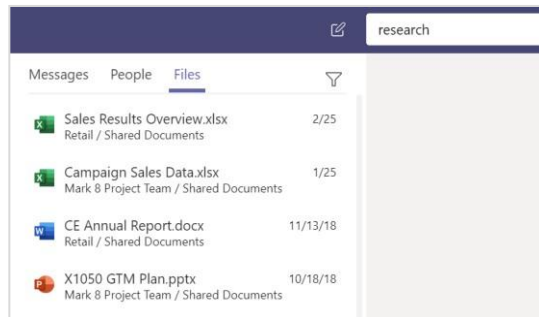 research
Messages People Files
Sales Results Overview.xlsx 2/25
Retail / Shared Documents
Campaign Sales Data.xlsx 1/25
Mark 8 Project Team / Shared Documents
CE Annual Report.docx 11/13/18
Retail / Shared Documents
X1050 GTM Plan.pptx 10/18/18
Mark 8 Project Team / Shared Documents